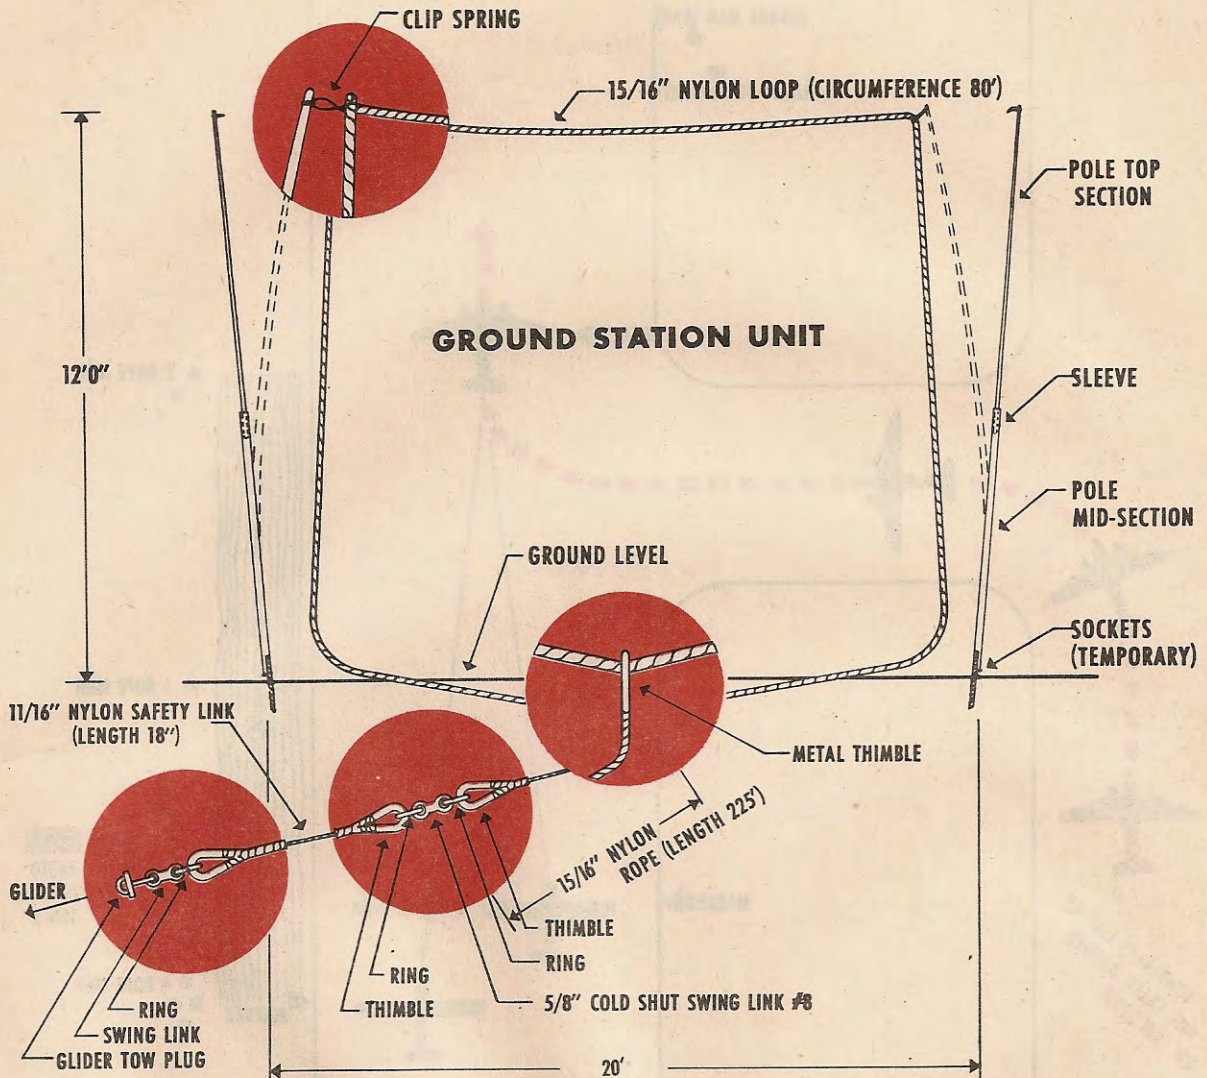 CLIP SPRING
15/16" NYLON LOOP (CIRCUMFERENCE 80')
POLE TOP
SECTION
GROUND STATION UNIT
12'0"
SLEEVE
POLE
MID-SECTION
GROUND LEVEL
SOCKETS
(TEMPORARY)
11/16" NYLON SAFETY LINK
(LENGTH 18")
METAL THIMBLE
15/16" NYLON
ROPE (LENGTH 225')
GLIDER
THIMBLE
RING
RING
THIMBLE
5/8" COLD SHUT SWING LINK #8
RING
SWING LINK
GLIDER TOW PLUG
20'